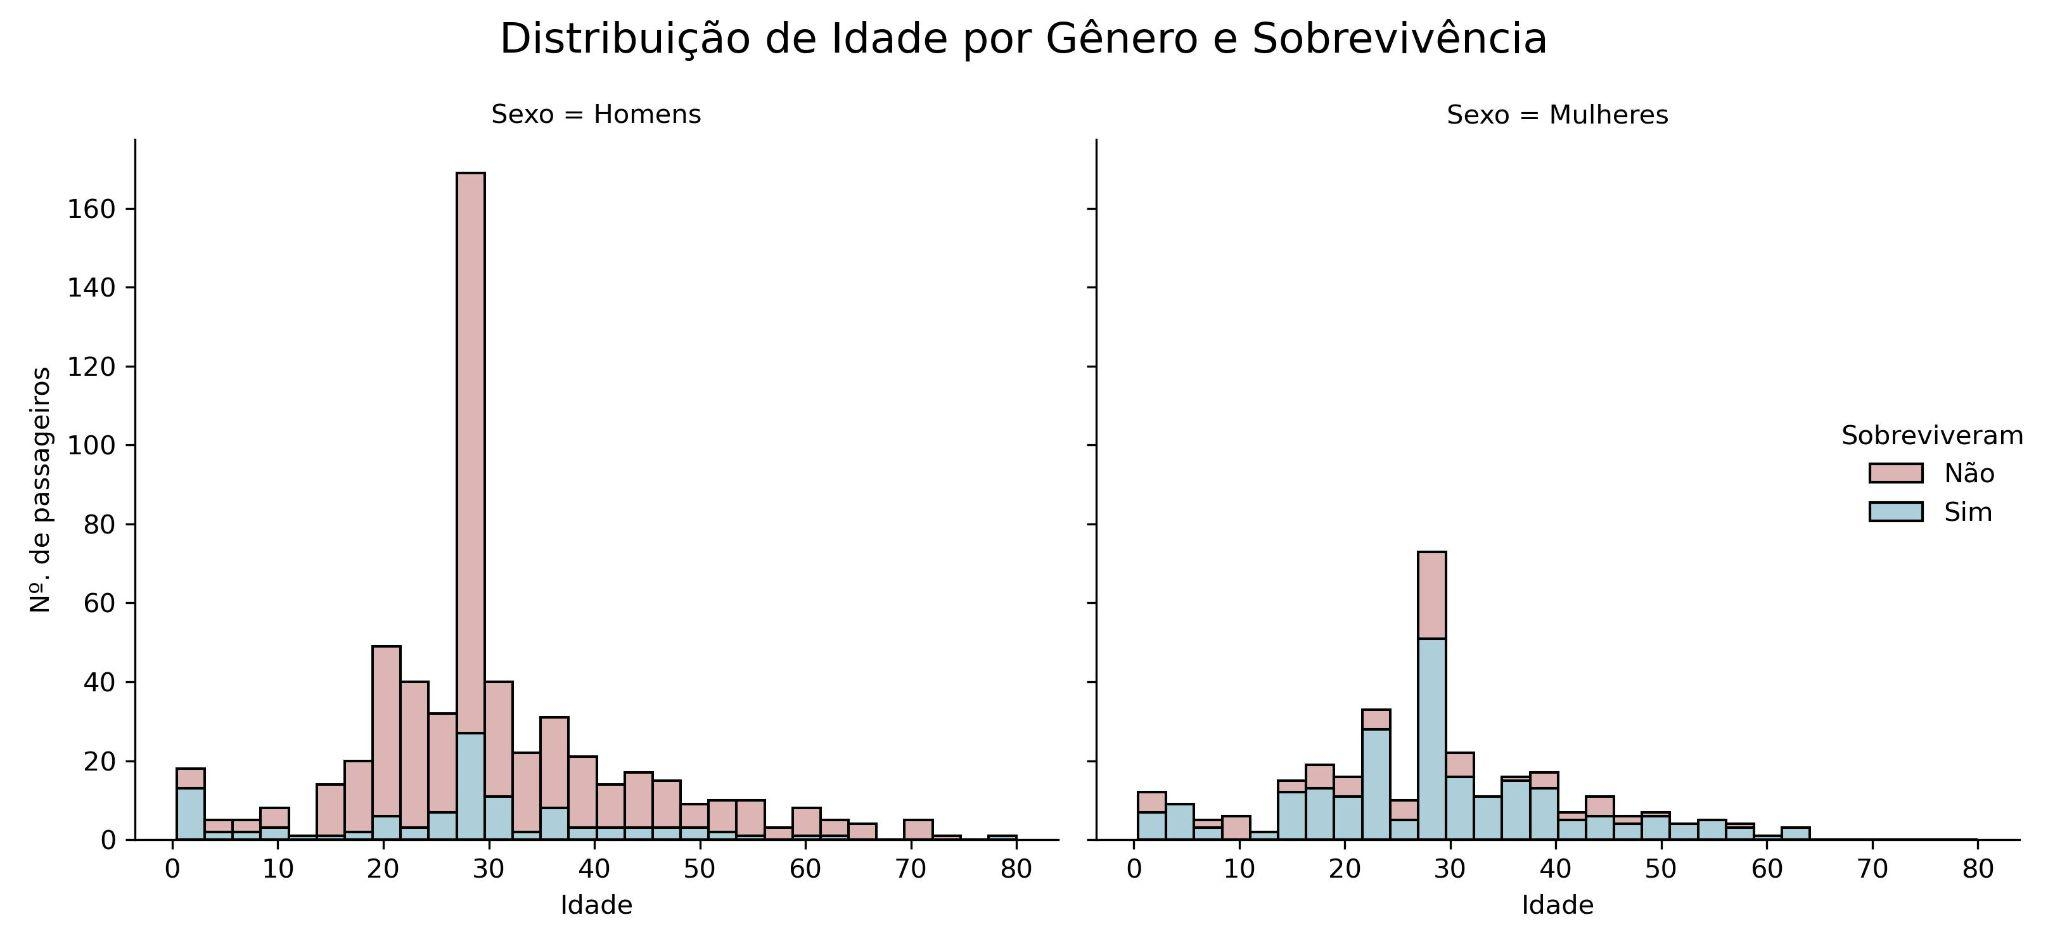 Distribuição de Idade por Gênero e Sobrevivência
Sexo = Homens
Nº. de passageiros
160
140
120
100
80
60
40
20
0
0 10 20 30 40 50 60 70 80
Idade
Sexo = Mulheres
0 10 20 30 40 50 60 70 80
Idade
Sobreviveram
Não
Sim